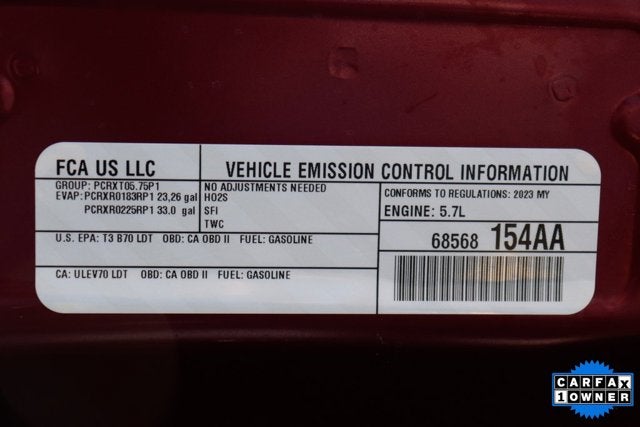 FCA US LLC
VEHICLE EMISSION CONTROL INFORMATION
GROUP: PCRXT05.75P1
EVAP: PCRXR0183RP1 23,26 gal
PCRXR0225RP1 33.0 gal
NO ADJUSTMENTS NEEDED
HO2S
SFI
TWC
CONFORMS TO REGULATIONS: 2023 MY
ENGINE: 5.7L
U.S. EPA: T3 B70 LDT OBD: CA OBD II FUEL: GASOLINE
68568 154AA
CA: ULEV70 LDT OBD: CA OBD II FUEL: GASOLINE
CARFAX
1 OWNER